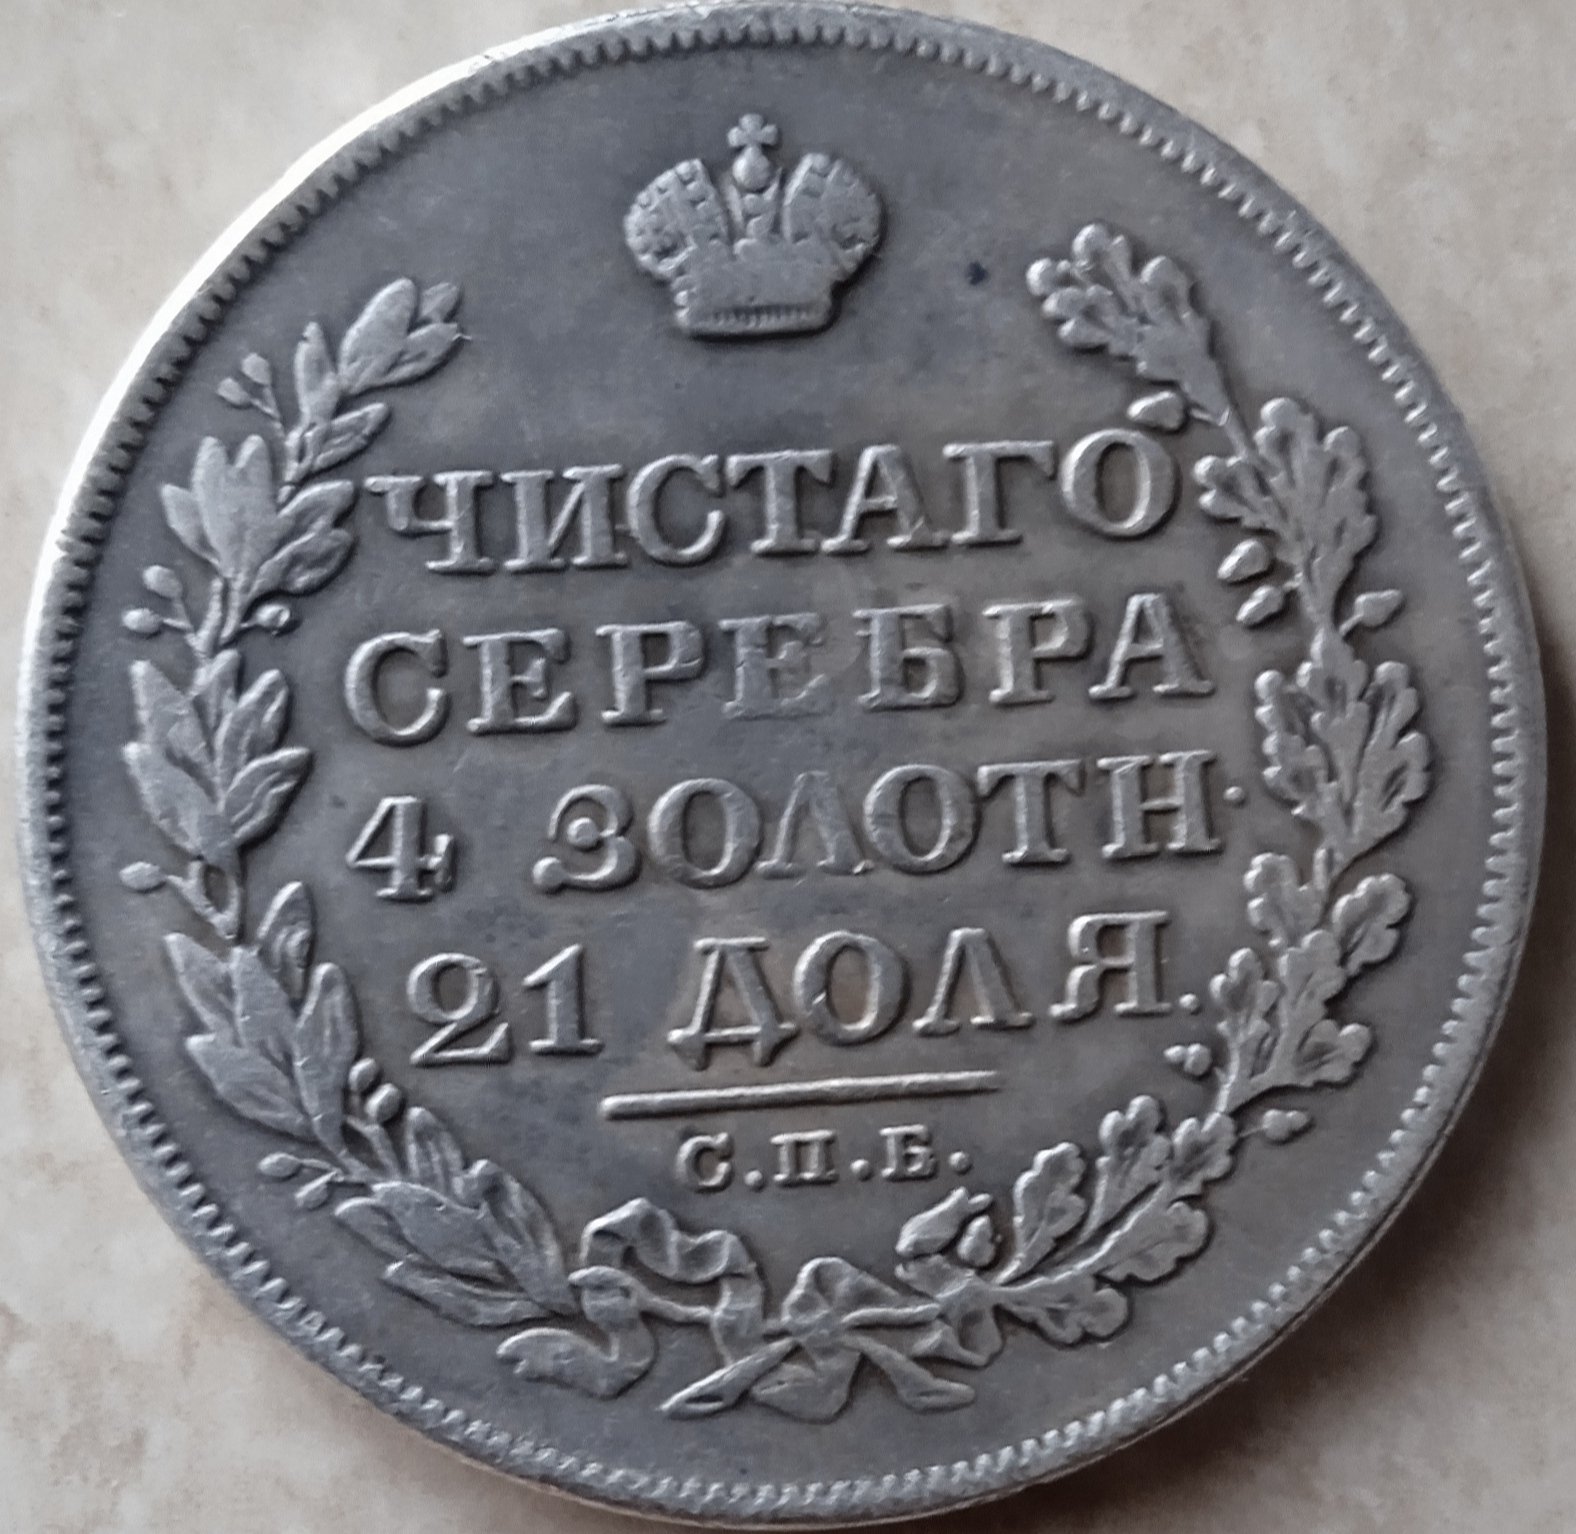 ЧИСТАГО
СЕРЕБРА
4 ЗОЛОТН.
21 ДОЛЯ.
С.П.Б.